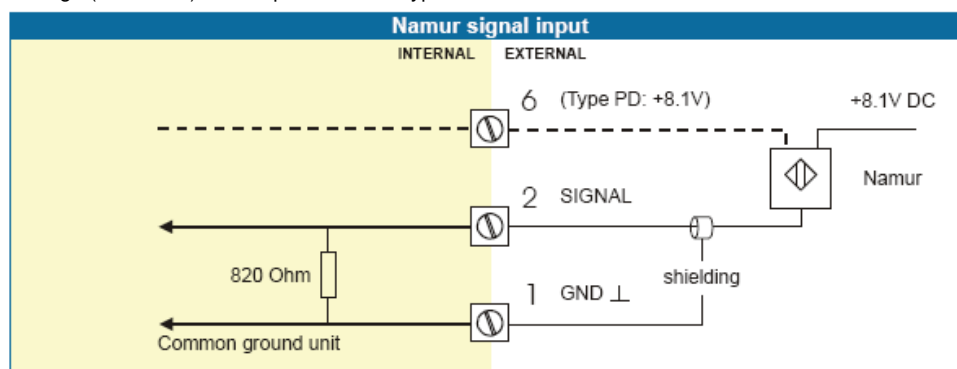 Namur signal input
INTERNAL EXTERNAL
6 (Type PD: +8.1V) +8.1V DC
Namur
2 SIGNAL
820 Ohm
shielding
1 GND ⊥
Common ground unit